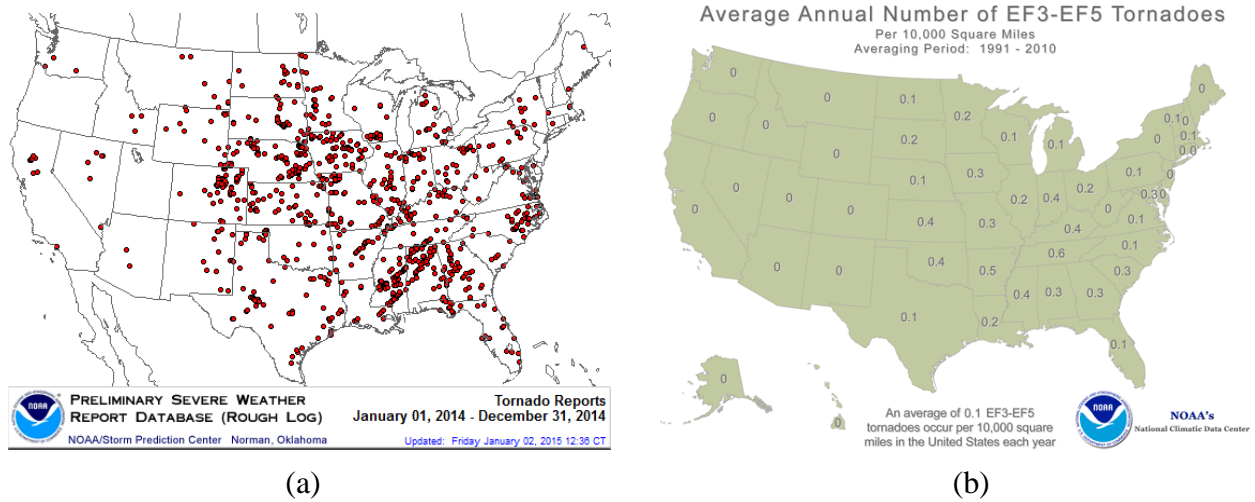 PRELIMINARY SEVERE WEATHER
REPORT DATABASE (ROUGH LOG)
NOAA/Storm Prediction Center Norman, Oklahoma
NOAA
Tornado Reports
January 01, 2014 - December 31, 2014
Updated: Friday January 02, 2015 12:36 CT
(a)
Average Annual Number of EF3-EF5 Tornadoes
Per 10,000 Square Miles
Averaging Period: 1991 - 2010
0
0
0
0
0
0
0
0
0
0
0
0.1
0.2
0.1
0.4
0.4
0.1
0.2
0.3
0.3
0.5
0.2
0.1
0.2
0.1
0.4
0.2
0.4
0.6
0.4
0.3
0.3
0.1
0.3
0.1
0.1
0
0.1
0.3
0
0
0
0.1
0
0.1
0.0
0
0
0
An average of 0.1 EF3-EF5
tornadoes occur per 10,000 square
miles in the United States each year
NOAA
NOAA's
National Climatic Data Center
(b)